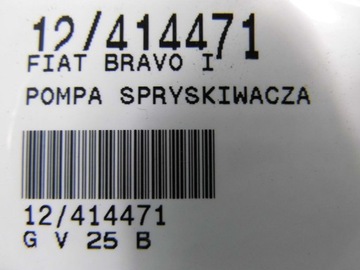 12/414471
FIAT BRAVO I
POMPA SPRYSKIWACZA
12/414471
G V 25 B